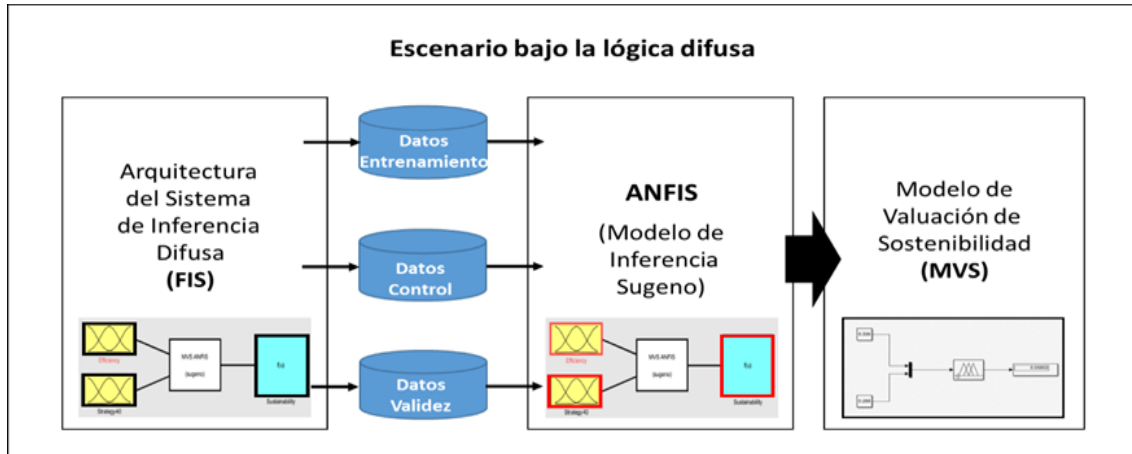 Escenario bajo la lógica difusa
Arquitectura
del Sistema
de Inferencia
Difusa
(FIS)
Efficiency
Strategy40
MVS ANFIS
(sugeno)
f(u)
Sustainability
Datos
Entrenamiento
Datos
Control
Datos
Validez
ANFIS
(Modelo de
Inferencia
Sugeno)
Efficiency
Strategy40
MVS ANFIS
(sugeno)
f(u)
Sustainability
Modelo de
Valuación de
Sostenibilidad
(MVS)